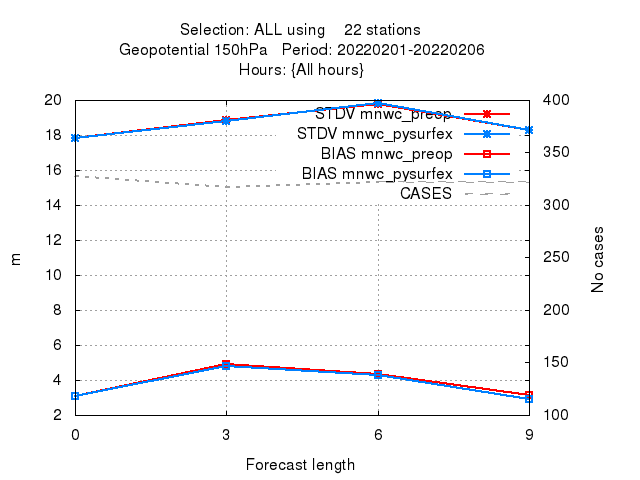 Selection: ALL using    22 stations
Geopotential 150hPa   Period: 20220201-20220206
Hours: {All hours}
20
18
16
14
12
10
8
6
4
2
m
STDV mnwc_preop
STDV mnwc_pysurfex
BIAS mnwc_preop
BIAS mnwc_pysurfex
CASES
400
350
300
250
200
150
100
No cases
0 3 6 9
Forecast length